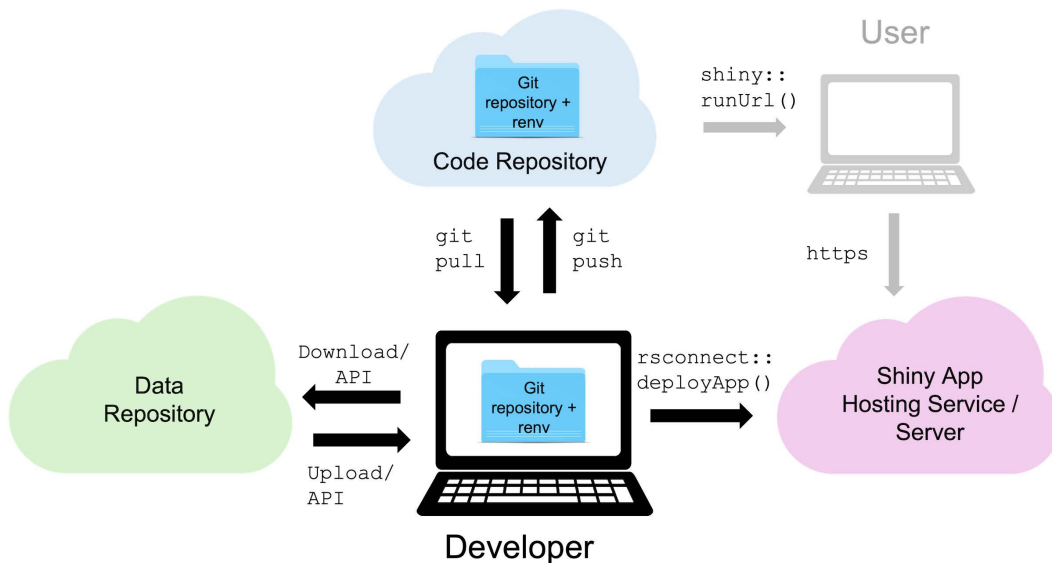 User
Git
repository +
renv
Code Repository
shiny::
runUrl()
git
pull
git
push
https
Data
Repository
Download/
API
Upload/
API
Git
repository +
renv
rsconnect::
deployApp()
Shiny App
Hosting Service /
Server
Developer